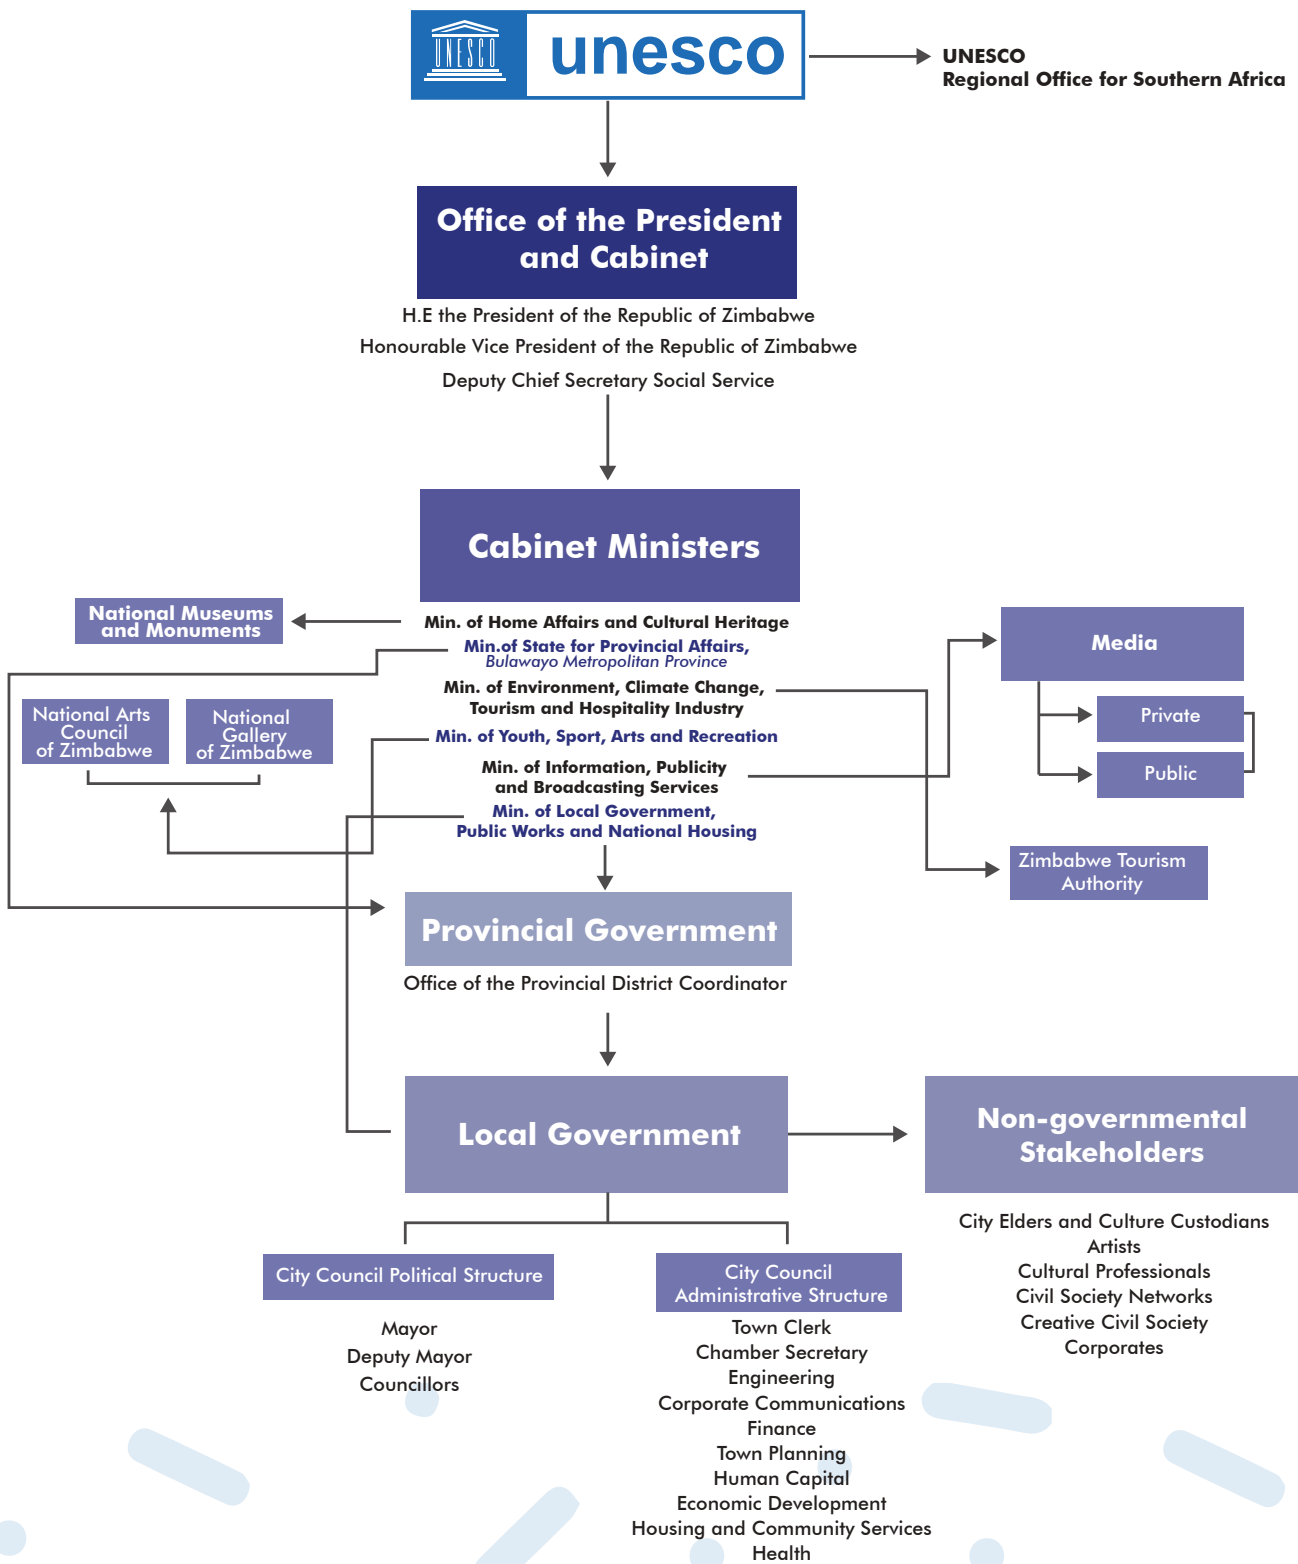 UNESCO
unesco
UNESCO
Regional Office for Southern Africa
Office of the President
and Cabinet
H.E the President of the Republic of Zimbabwe
Honourable Vice President of the Republic of Zimbabwe
Deputy Chief Secretary Social Service
Cabinet Ministers
National Museums
and Monuments
Min. of Home Affairs and Cultural Heritage
Min.of State for Provincial Affairs,
Bulawayo Metropolitan Province
Min. of Environment, Climate Change,
Tourism and Hospitality Industry
Min. of Youth, Sport, Arts and Recreation
Min. of Information, Publicity
and Broadcasting Services
Min. of Local Government,
Public Works and National Housing
National Arts
Council
of Zimbabwe
National
Gallery
of Zimbabwe
Media
Private
Public
Zimbabwe Tourism
Authority
Provincial Government
Office of the Provincial District Coordinator
Local Government
Non-governmental
Stakeholders
City Elders and Culture Custodians
Artists
Cultural Professionals
Civil Society Networks
Creative Civil Society
Corporates
City Council Political Structure
Mayor
Deputy Mayor
Councillors
City Council
Administrative Structure
Town Clerk
Chamber Secretary
Engineering
Corporate Communications
Finance
Town Planning
Human Capital
Economic Development
Housing and Community Services
Health